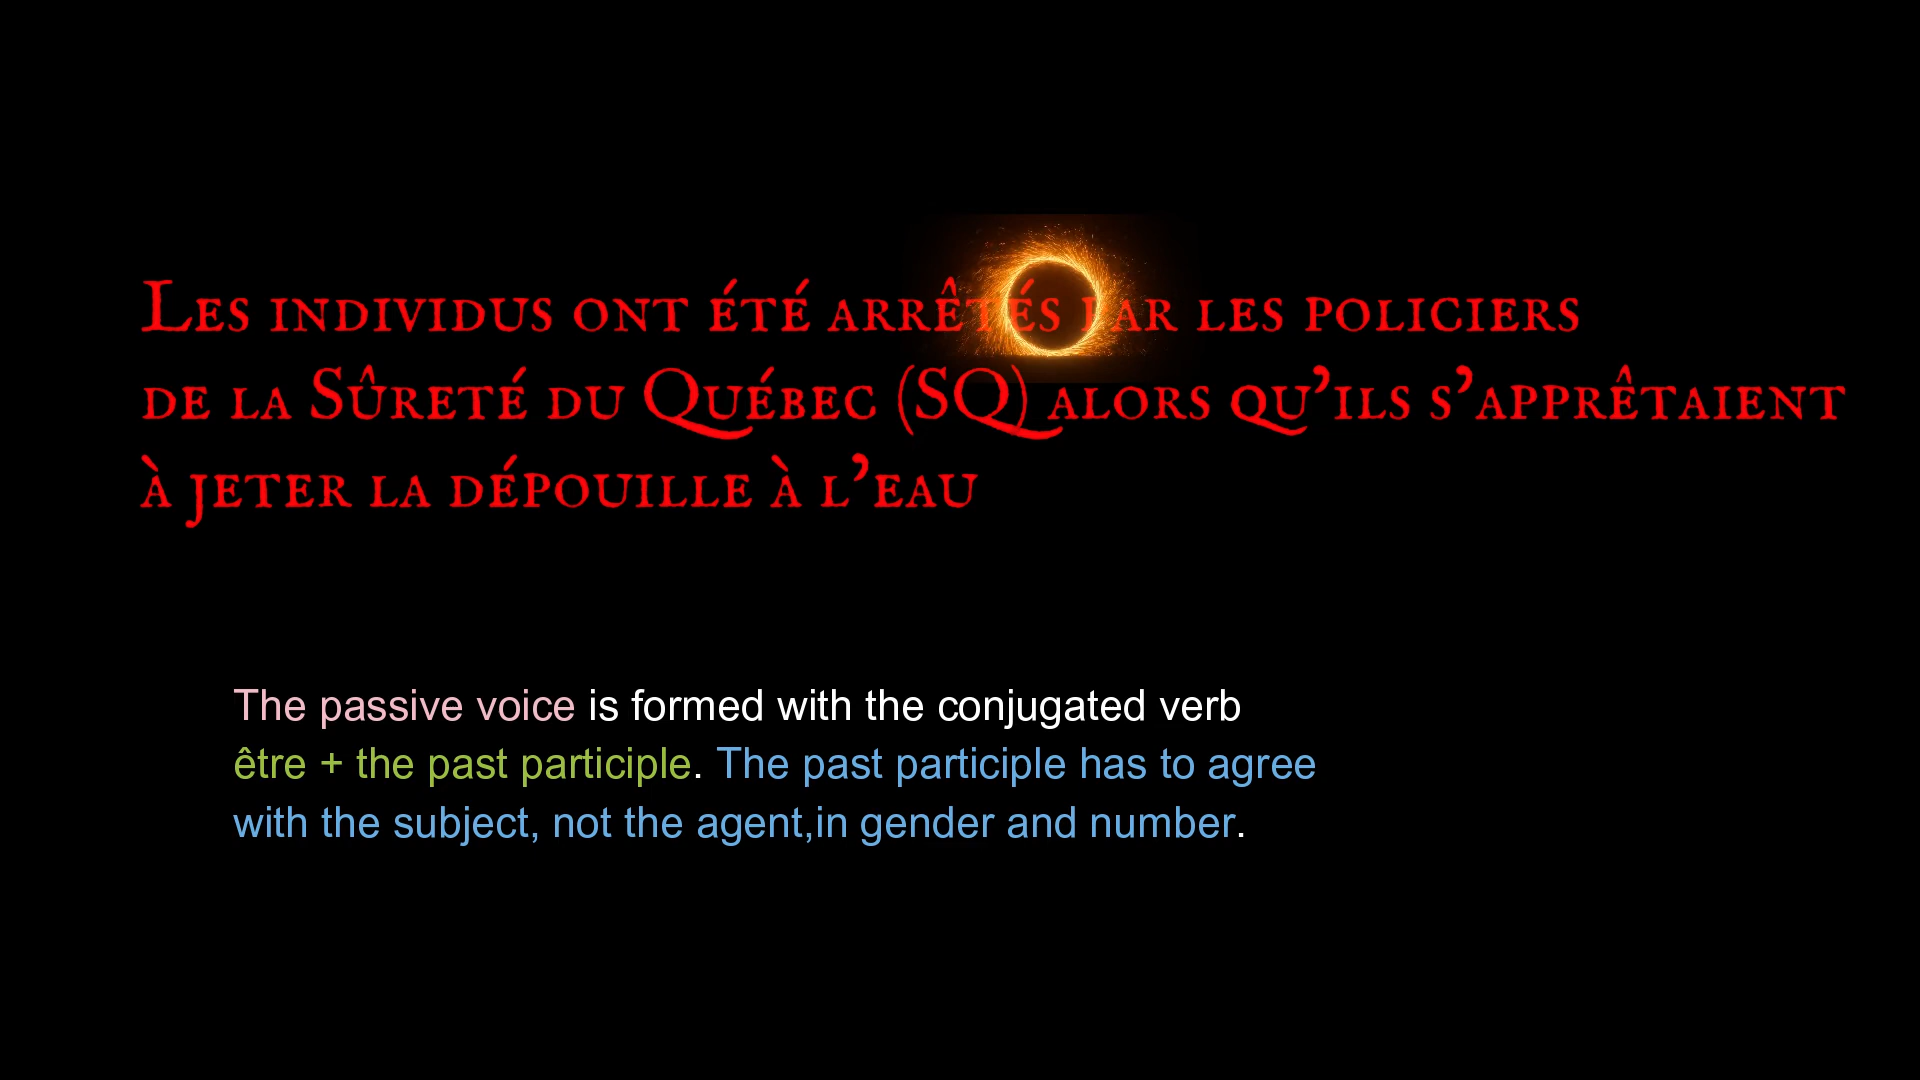 Les individus ont été arrêtés par les policiers
de la Sûreté du Québec (SQ) alors qu’ils s’apprêtaient
à jeter la dépouille à l’eau
The passive voice is formed with the conjugated verb
être + the past participle. The past participle has to agree
with the subject, not the agent,in gender and number.